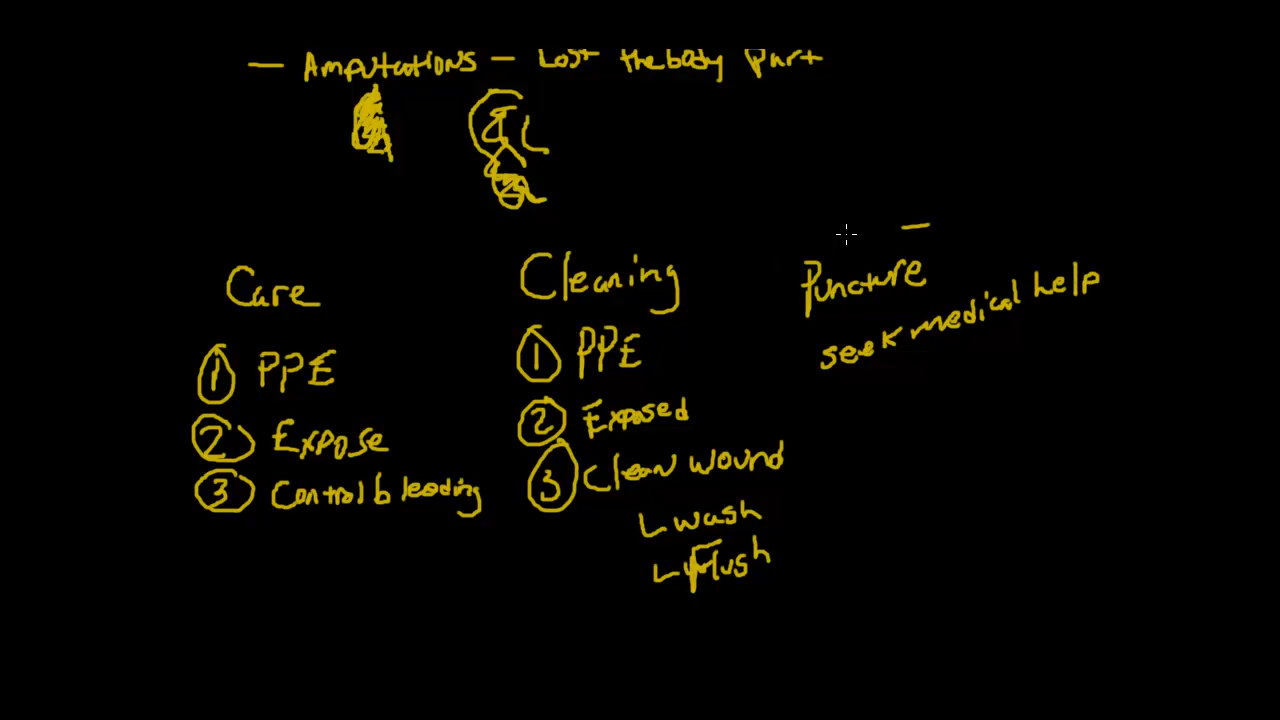 — Amputations — Lost the body part
Care
① PPE
② Expose
③ Control bleeding
Cleaning
① PPE
② Exposed
③ Clean wound
wash
flush
Puncture
seek medical help